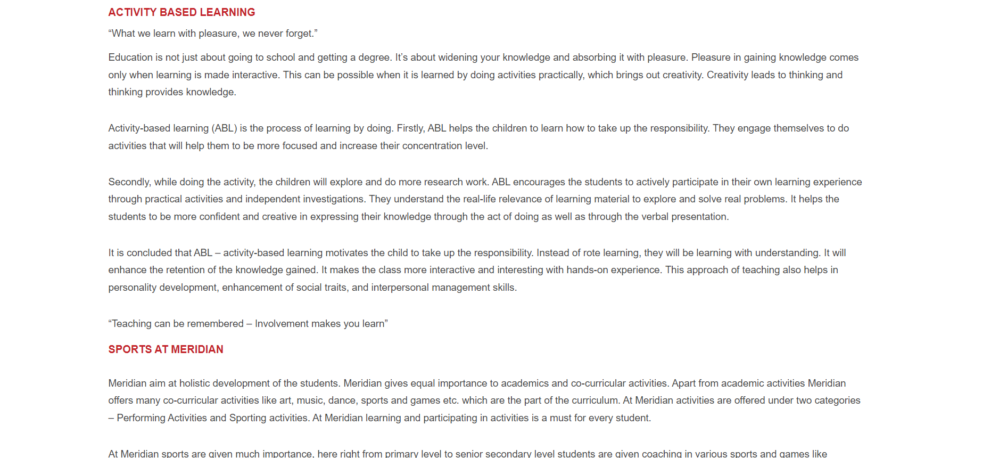 ACTIVITY BASED LEARNING
“What we learn with pleasure, we never forget.”
Education is not just about going to school and getting a degree. It’s about widening your knowledge and absorbing it with pleasure. Pleasure in gaining knowledge comes
only when learning is made interactive. This can be possible when it is learned by doing activities practically, which brings out creativity. Creativity leads to thinking and
thinking provides knowledge.
Activity-based learning (ABL) is the process of learning by doing. Firstly, ABL helps the children to learn how to take up the responsibility. They engage themselves to do
activities that will help them to be more focused and increase their concentration level.
Secondly, while doing the activity, the children will explore and do more research work. ABL encourages the students to actively participate in their own learning experience
through practical activities and independent investigations. They understand the real-life relevance of learning material to explore and solve real problems. It helps the
students to be more confident and creative in expressing their knowledge through the act of doing as well as through the verbal presentation.
It is concluded that ABL – activity-based learning motivates the child to take up the responsibility. Instead of rote learning, they will be learning with understanding. It will
enhance the retention of the knowledge gained. It makes the class more interactive and interesting with hands-on experience. This approach of teaching also helps in
personality development, enhancement of social traits, and interpersonal management skills.
“Teaching can be remembered – Involvement makes you learn”
SPORTS AT MERIDIAN
Meridian aim at holistic development of the students. Meridian gives equal importance to academics and co-curricular activities. Apart from academic activities Meridian
offers many co-curricular activities like art, music, dance, sports and games etc. which are the part of the curriculum. At Meridian activities are offered under two categories
– Performing Activities and Sporting activities. At Meridian learning and participating in activities is a must for every student.
At Meridian sports are given much importance, here right from primary level to senior secondary level students are given coaching in various sports and games like